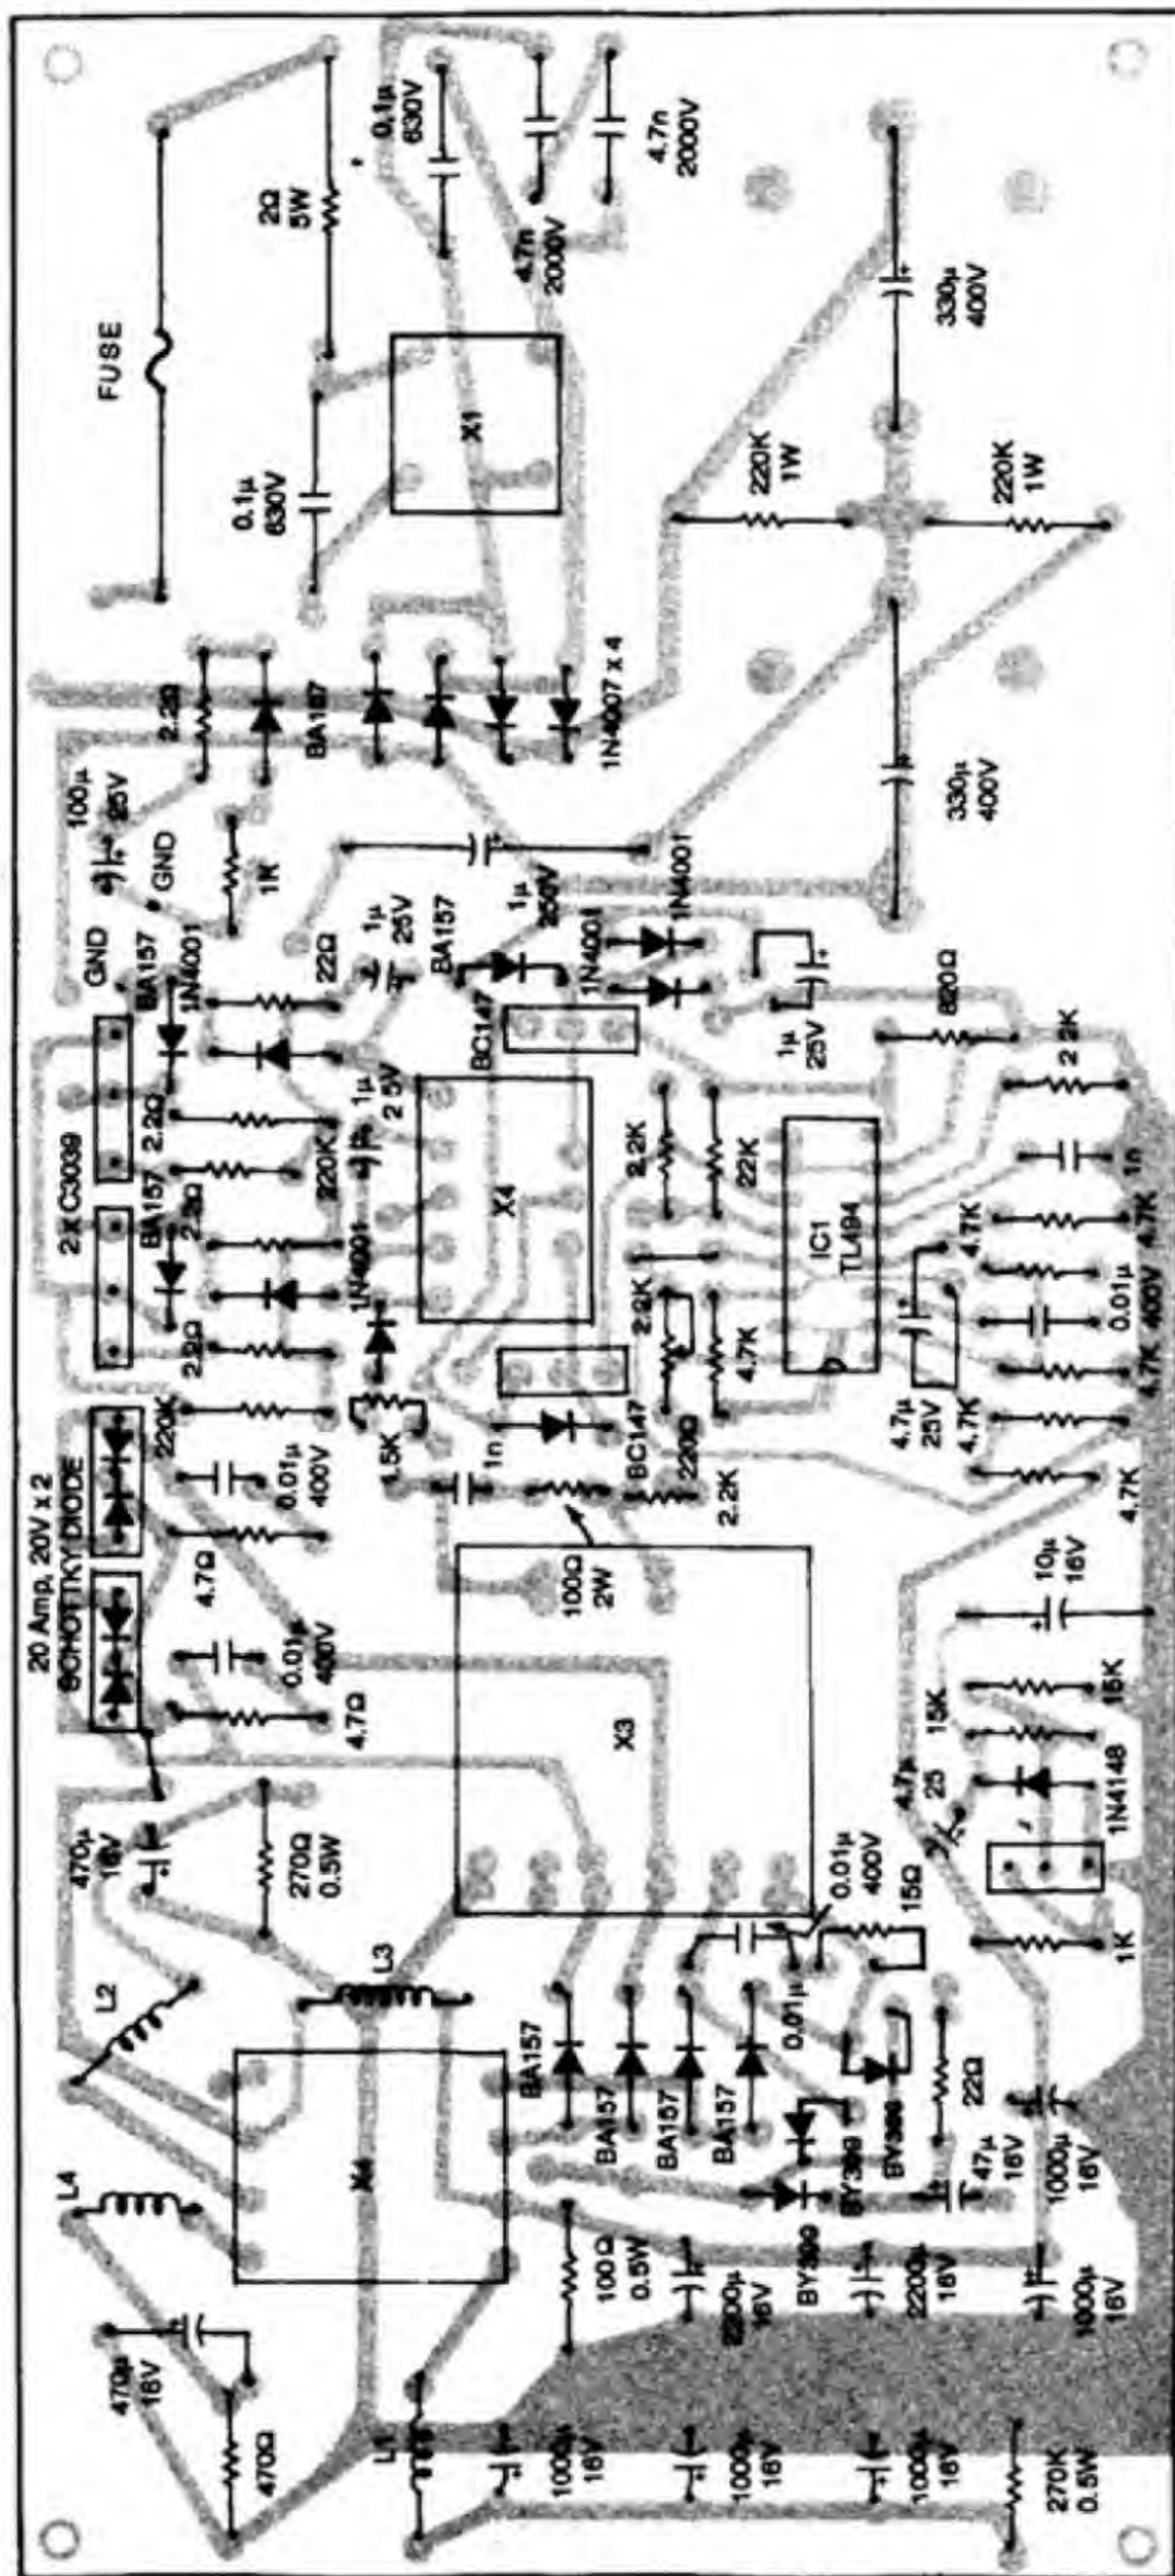 FUSE
2Ω
5W
0.1µ
630V
4.7n
2000V
4.7n
2000V
0.1µ
630V
X1
330µ
400V
220K
1W
220K
1W
2.2Ω
BA157
1N4007 x 4
100µ
25V
GND
GND
1K
330µ
400V
BA157
1N4001
22Ω
1µ
25V
BA157
1µ
250V
1N4001
1N4001
2 X C3039
2.2Ω
1µ
25V
BC147
1µ
25V
820Ω
2.2K
BA157
2.2Ω
220K
X4
2.2K
22K
IC1
TL494
1n
4.7K
4.7K
2.2Ω
1N4001
2.2K
4.7K
0.01µ
400V
4.7K
20 Amp, 20V x 2
SCHOTTKY DIODE
220K
0.01µ
400V
1.5K
1n
BC147
220Ω
2.2K
4.7µ
25V
4.7K
4.7K
4.7Ω
0.01µ
400V
4.7Ω
100Ω
2W
10µ
16V
X3
15K
15K
4.7µ
25
1N4148
470µ
16V
270Ω
0.5W
0.01µ
400V
15Ω
1K
L2
L3
BA157
BA157
BA157
BA157
0.01µ
BY399
BY399
22Ω
L4
BY399
47µ
16V
1000µ
16V
470µ
16V
100Ω
0.5W
2200µ
16V
2200µ
16V
1000µ
16V
470Ω
L1
1000µ
16V
1000µ
16V
1000µ
16V
270K
0.5W